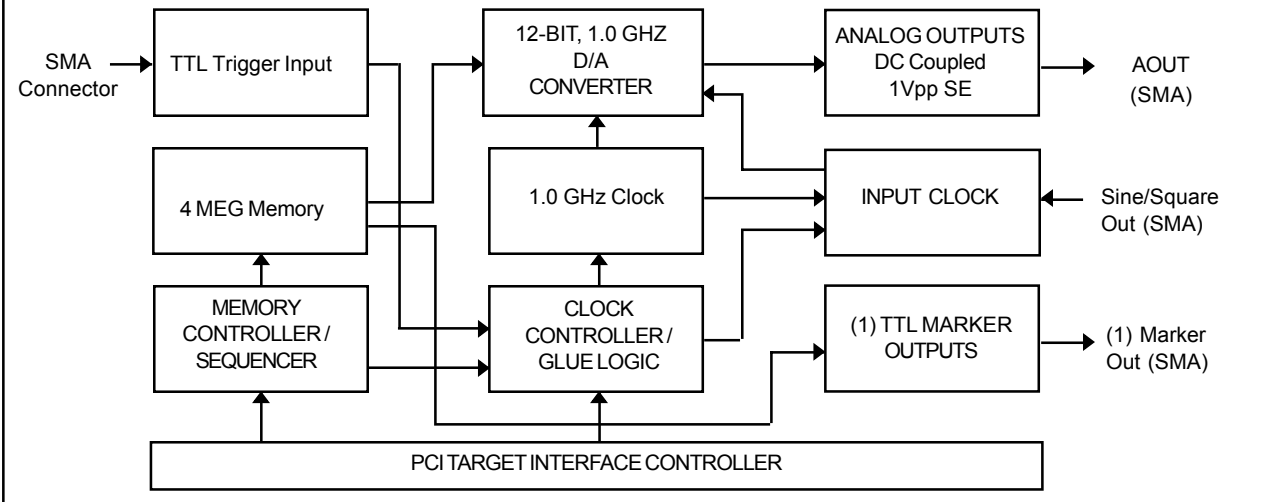 SMA
Connector
TTL Trigger Input
12-BIT, 1.0 GHZ
D/A
CONVERTER
ANALOG OUTPUTS
DC Coupled
1Vpp SE
AOUT
(SMA)
4 MEG Memory
1.0 GHz Clock
INPUT CLOCK
Sine/Square
Out (SMA)
MEMORY
CONTROLLER/
SEQUENCER
CLOCK
CONTROLLER/
GLUE LOGIC
(1) TTL MARKER
OUTPUTS
(1) Marker
Out (SMA)
PCI TARGET INTERFACE CONTROLLER